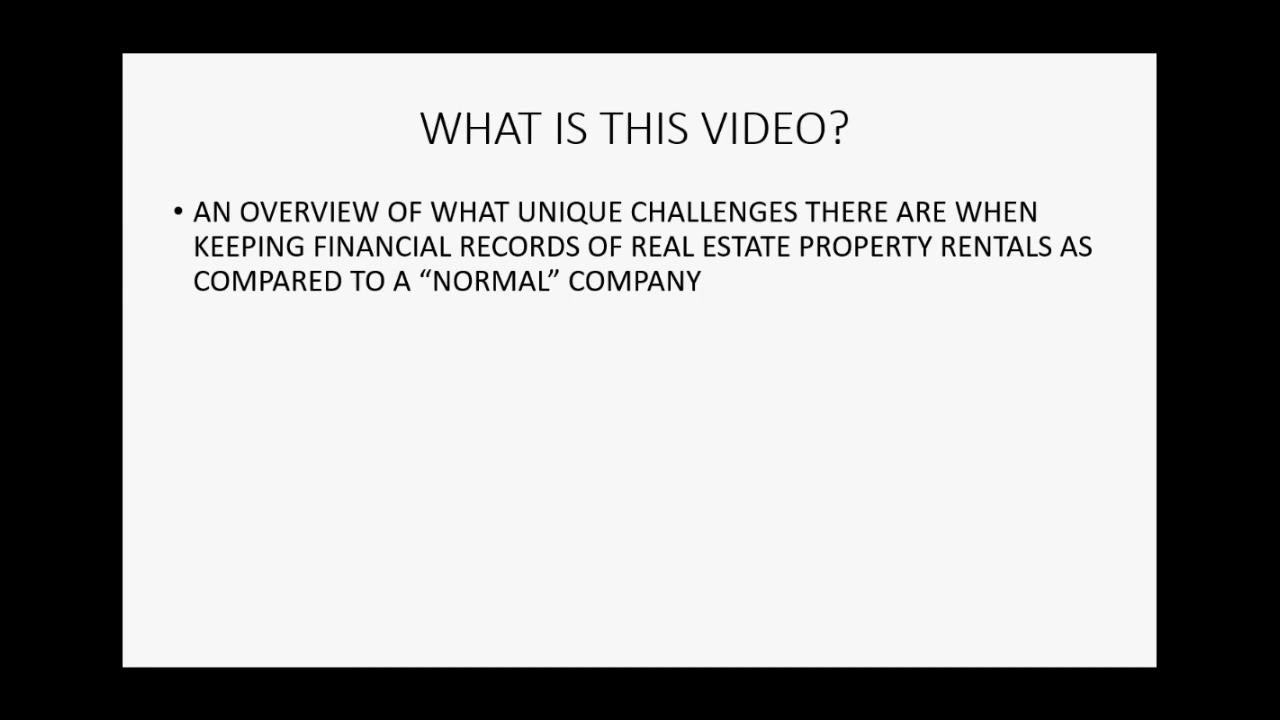 WHAT IS THIS VIDEO?
• AN OVERVIEW OF WHAT UNIQUE CHALLENGES THERE ARE WHEN
KEEPING FINANCIAL RECORDS OF REAL ESTATE PROPERTY RENTALS AS
COMPARED TO A “NORMAL” COMPANY